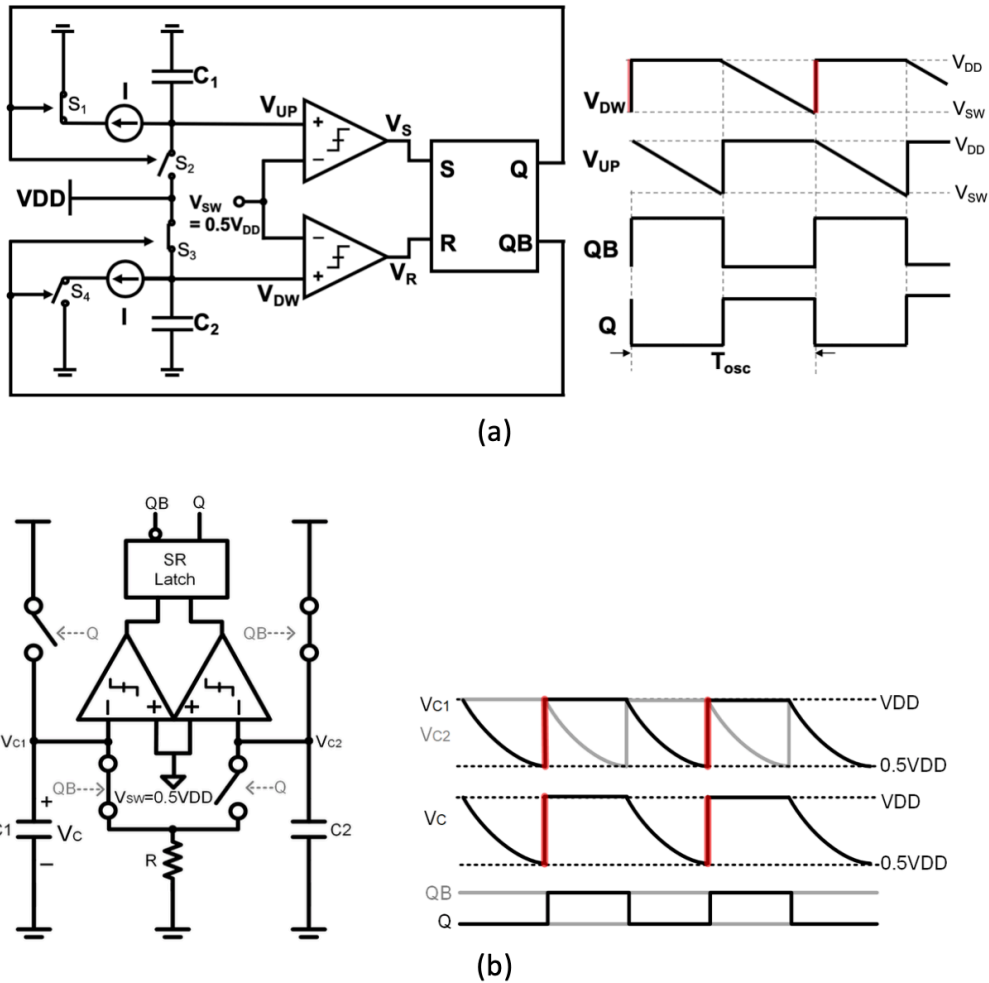 C1
S1
I
S2
VDD
S3
S4
I
C2
VUP
VSW
= 0.5VDD
VDW
+
−
−
+
VS
VR
S
Q
R
QB
VDW
VDD
VSW
VUP
VDD
VSW
QB
Q
Tosc
(a)
QB Q
SR
Latch
Q
QB
− + + −
VC1
VC2
QB
VSW=0.5VDD
Q
+
C1
VC
−
R
C2
VC1
VDD
VC2
0.5VDD
VC
VDD
0.5VDD
QB
Q
(b)